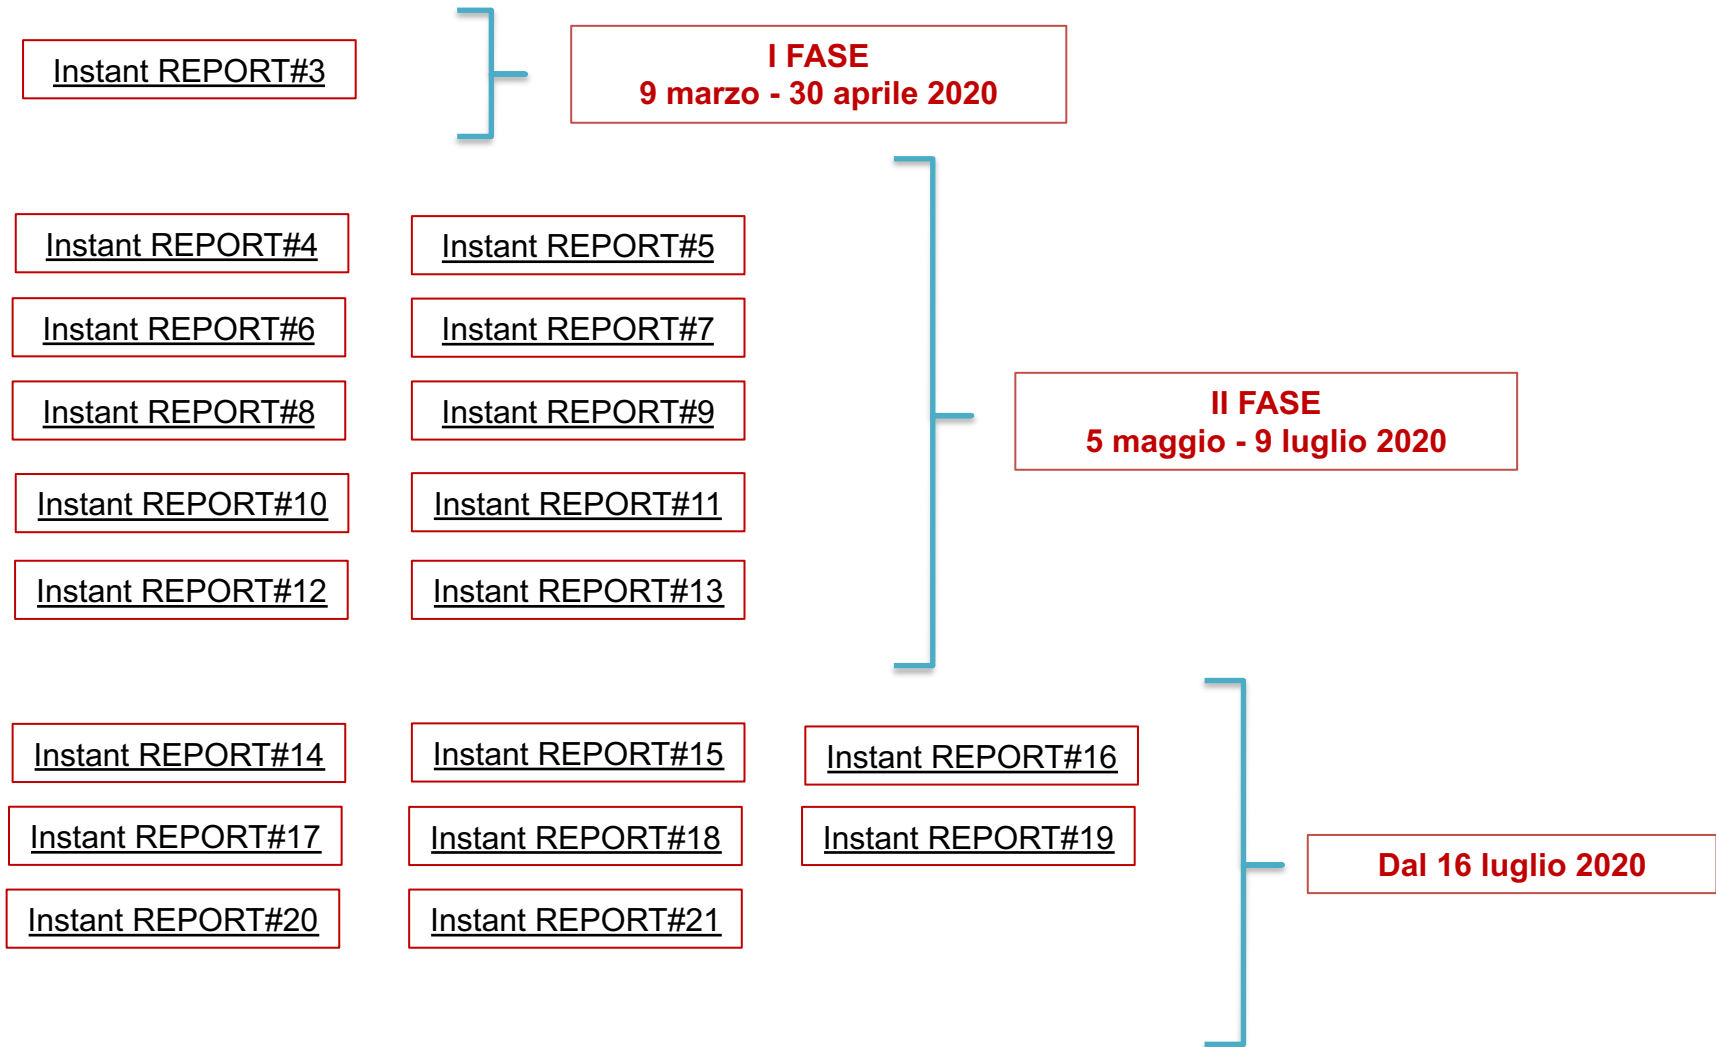 Instant REPORT#3
I FASE
9 marzo - 30 aprile 2020
Instant REPORT#4
Instant REPORT#5
Instant REPORT#6
Instant REPORT#7
Instant REPORT#8
Instant REPORT#9
Instant REPORT#10
Instant REPORT#11
Instant REPORT#12
Instant REPORT#13
II FASE
5 maggio - 9 luglio 2020
Instant REPORT#14
Instant REPORT#15
Instant REPORT#16
Instant REPORT#17
Instant REPORT#18
Instant REPORT#19
Instant REPORT#20
Instant REPORT#21
Dal 16 luglio 2020